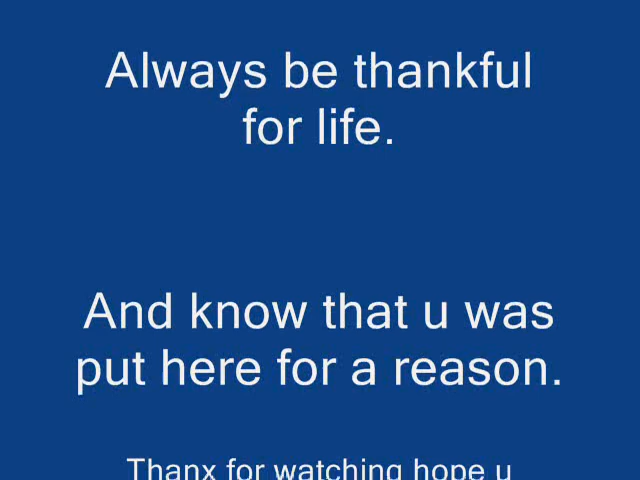 Always be thankful
for life.
And know that u was
put here for a reason.
Thanx for watching hope u